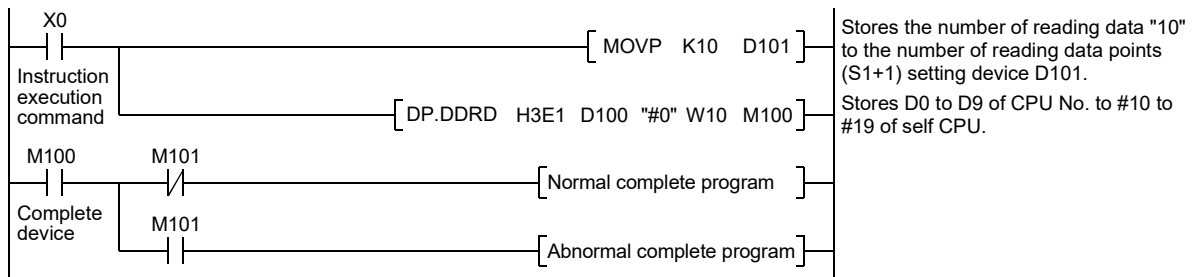 X0
MOVP K10 D101
Stores the number of reading data "10"
to the number of reading data points
(S1+1) setting device D101.
Instruction
execution
command
DP.DDRD H3E1 D100 "#0" W10 M100
Stores D0 to D9 of CPU No. to #10 to
#19 of self CPU.
M100
M101
Normal complete program
Complete
device
M101
Abnormal complete program